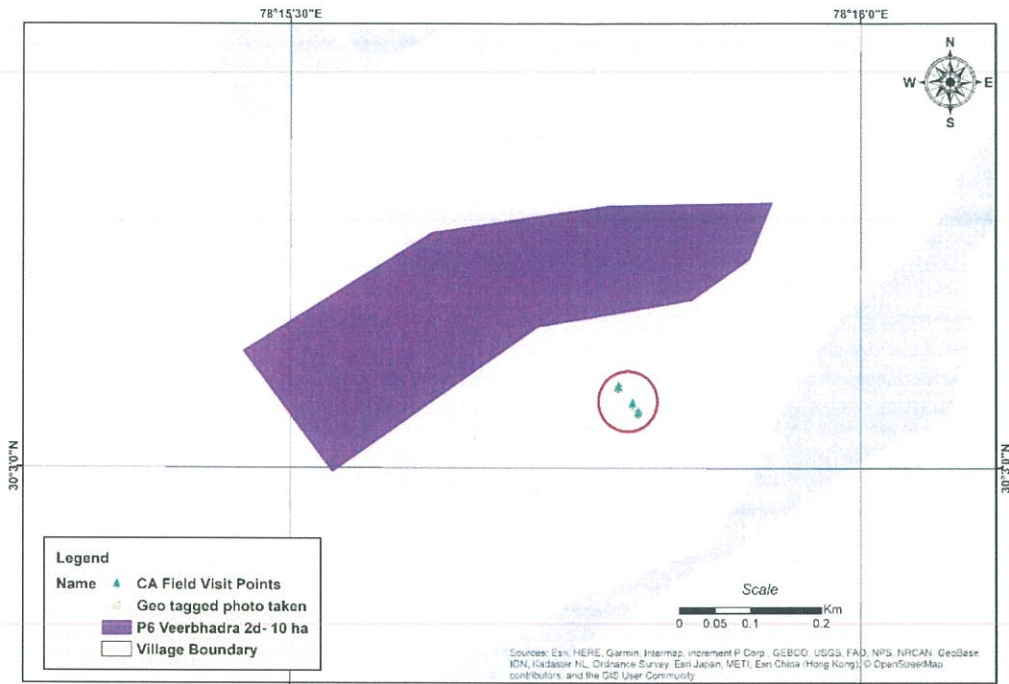 78°15'30"E
78°16'0"E
N
W
E
S
30°3'0"N
30°3'0"N
Legend
Name
CA Field Visit Points
Geo tagged photo taken
P6 Veerbhadra 2d- 10 ha
Village Boundary
Scale
Km
0 0.05 0.1 0.2
Sources: Esri, HERE, Garmin, Intermap, increment P Corp., GEBCO, USGS, FAO, NPS, NRCAN, GeoBase,
IGN, Kadaster NL, Ordnance Survey, Esri Japan, METI, Esri China (Hong Kong), © OpenStreetMap
contributors, and the GIS User Community